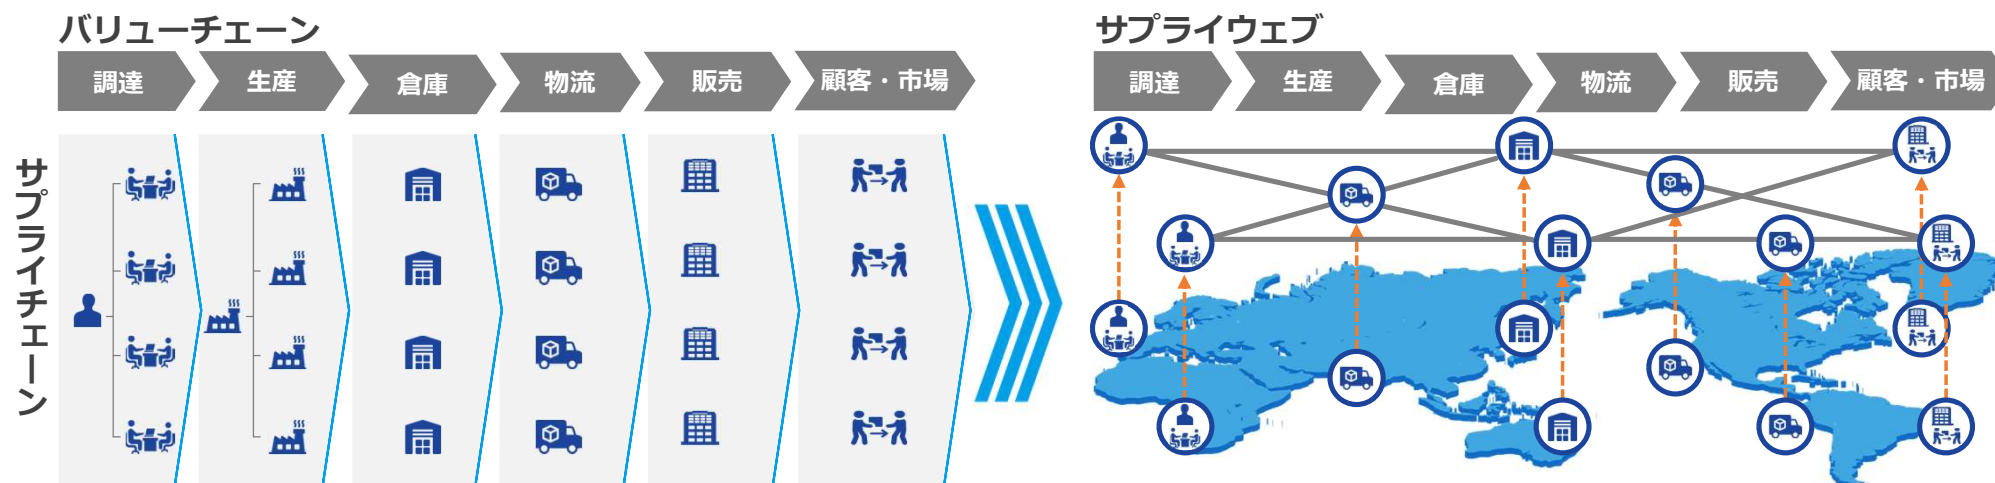 バリューチェーン
調達
生産
倉庫
物流
販売
顧客・市場
サプライチェーン
サプライウェブ
調達
生産
倉庫
物流
販売
顧客・市場